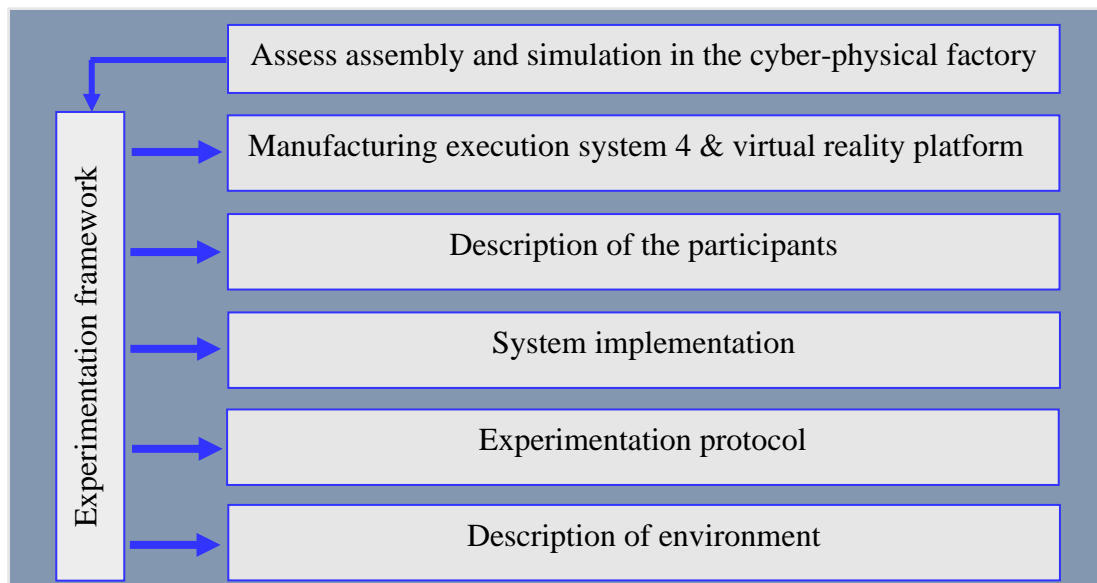 Assess assembly and simulation in the cyber-physical factory
Experimentation framework
Manufacturing execution system 4 & virtual reality platform
Description of the participants
System implementation
Experimentation protocol
Description of environment